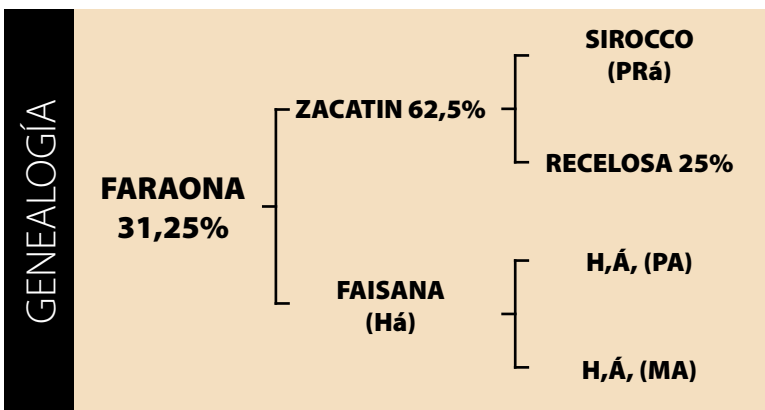 GENEALOGÍA
FARAONA
31,25%
ZACATIN 62,5%
SIROCCO
(PRá)
RECELOSA 25%
FAISANA
(Há)
H,Á, (PA)
H,Á, (MA)